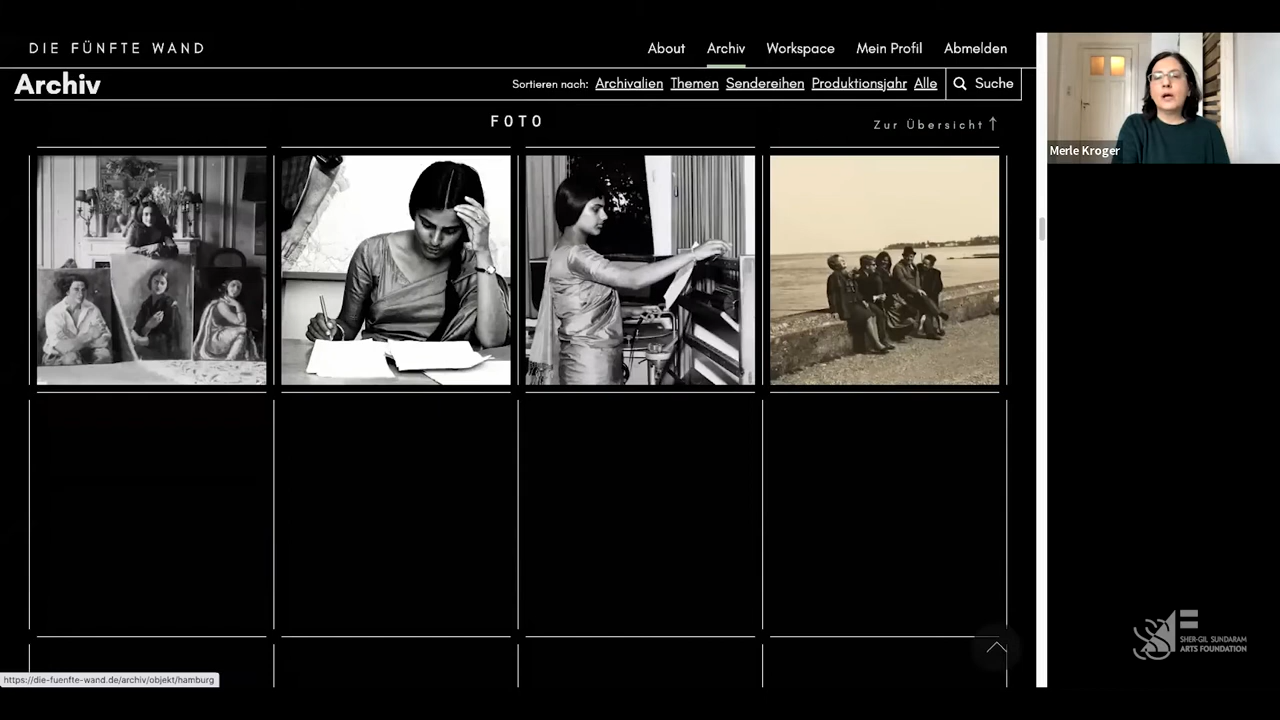 DIE FÜNFTE WAND
About Archiv Workspace Mein Profil Abmelden
Archiv
Sortieren nach: Archivalien Themen Sendereihen Produktionsjahr Alle Suche
FOTO
Zur Übersicht ↑
Merle Kroger
SHER-GIL SUNDARAM
ARTS FOUNDATION
https://die-fuenfte-wand.de/archiv/objekt/hamburg